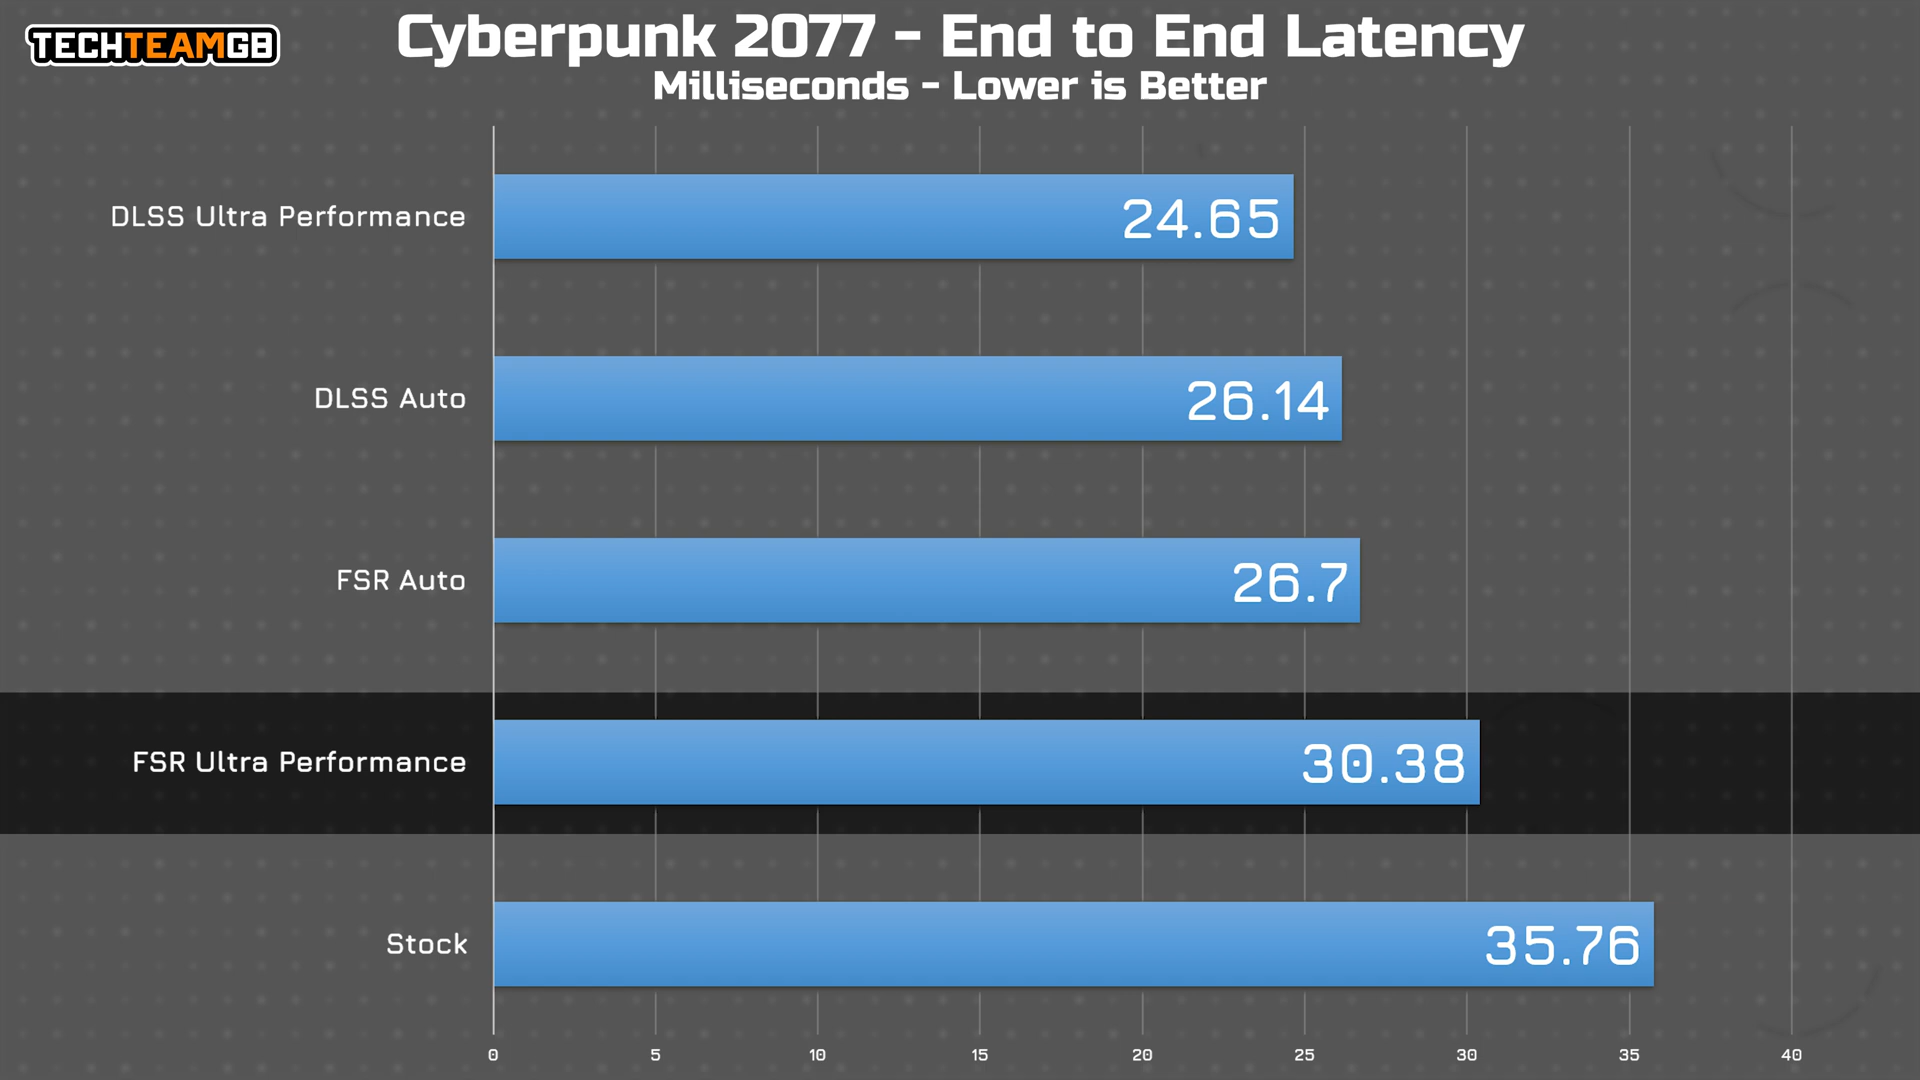 TECHTEAMGB
Cyberpunk 2077 - End to End Latency
Milliseconds - Lower is Better
DLSS Ultra Performance
24.65
DLSS Auto
26.14
FSR Auto
26.7
FSR Ultra Performance
30.38
Stock
35.76
0 5 10 15 20 25 30 35 40